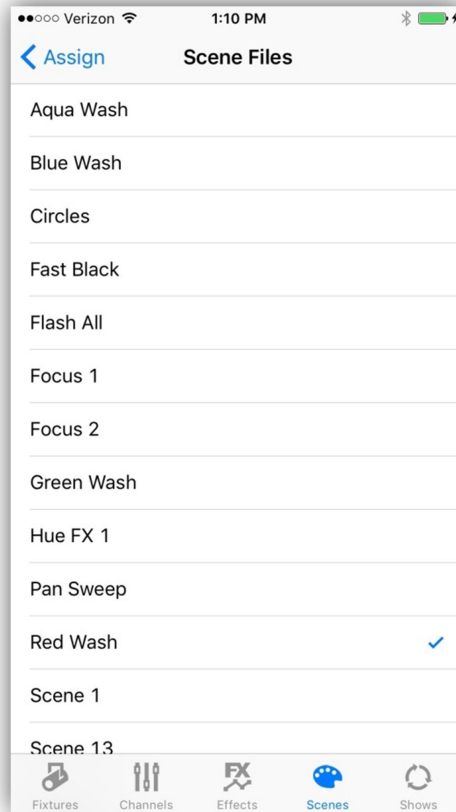 Verizon 1:10 PM
Assign Scene Files
Aqua Wash
Blue Wash
Circles
Fast Black
Flash All
Focus 1
Focus 2
Green Wash
Hue FX 1
Pan Sweep
Red Wash
Scene 1
Scene 13
FX
Fixtures Channels Effects Scenes Shows